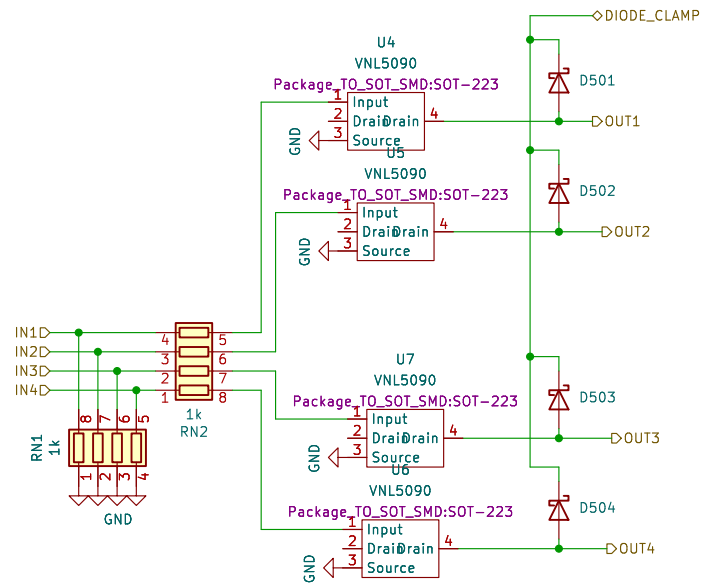 DIODE_CLAMP
U4
VNL5090
Package_TO_SOT_SMD:SOT-223
1 Input
2 Drain Drain 4
3 Source
GND
D501
OUT1
U5
VNL5090
Package_TO_SOT_SMD:SOT-223
1 Input
2 Drain Drain 4
3 Source
GND
D502
OUT2
IN1 4 5
IN2 3 6
IN3 2 7
IN4 1 8
1k
RN2
RN1
1k
8 7 6 5
1 2 3 4
GND
U7
VNL5090
Package_TO_SOT_SMD:SOT-223
1 Input
2 Drain Drain 4
3 Source
GND
D503
OUT3
U6
VNL5090
Package_TO_SOT_SMD:SOT-223
1 Input
2 Drain Drain 4
3 Source
GND
D504
OUT4